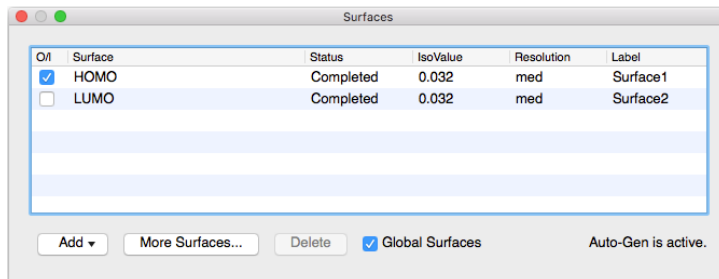 Surfaces
O/I Surface Status IsoValue Resolution Label
HOMO Completed 0.032 med Surface1
LUMO Completed 0.032 med Surface2
Add More Surfaces... Delete Global Surfaces Auto-Gen is active.